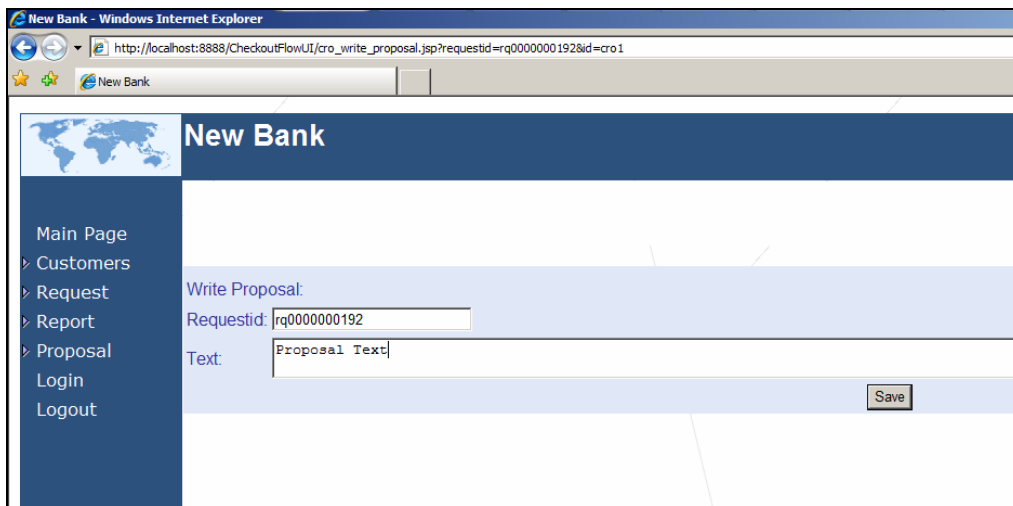 New Bank - Windows Internet Explorer
http://localhost:8888/CheckoutFlowUI/cro_write_proposal.jsp?requestid=rq0000000192&id=cro1
New Bank
New Bank
Main Page
Customers
Request
Report
Proposal
Login
Logout
Write Proposal:
Requestid: rq0000000192
Text: Proposal Text
Save